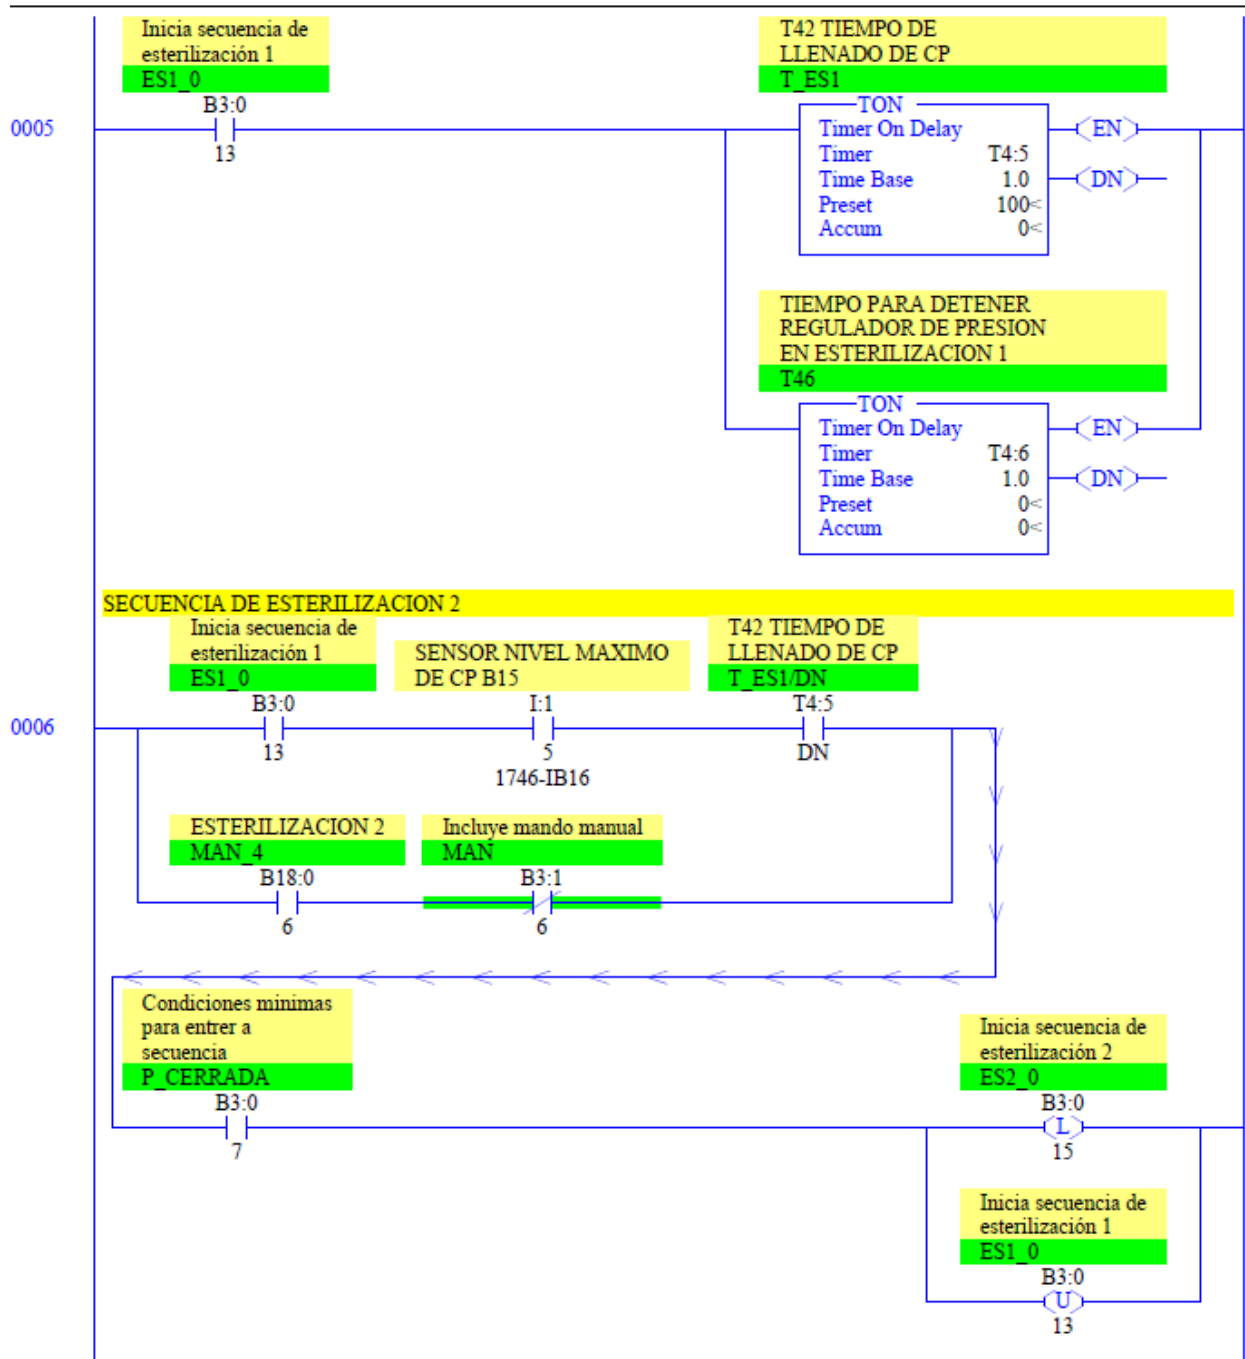 Inicia secuencia de
esterilización 1
ES1_0
B3:0
13
0005
T42 TIEMPO DE
LLENADO DE CP
T_ES1
TON
Timer On Delay
Timer T4:5
Time Base 1.0
Preset 100<
Accum 0<
EN
DN
TIEMPO PARA DETENER
REGULADOR DE PRESION
EN ESTERILIZACION 1
T46
TON
Timer On Delay
Timer T4:6
Time Base 1.0
Preset 0<
Accum 0<
EN
DN
SECUENCIA DE ESTERILIZACION 2
0006
Inicia secuencia de
esterilización 1
ES1_0
B3:0
13
SENSOR NIVEL MAXIMO
DE CP B15
I:1
5
1746-IB16
T42 TIEMPO DE
LLENADO DE CP
T_ES1/DN
T4:5
DN
ESTERILIZACION 2
MAN_4
B18:0
6
Incluye mando manual
MAN
B3:1
6
Condiciones minimas
para entrer a
secuencia
P_CERRADA
B3:0
7
Inicia secuencia de
esterilización 2
ES2_0
B3:0
L
15
Inicia secuencia de
esterilización 1
ES1_0
B3:0
U
13